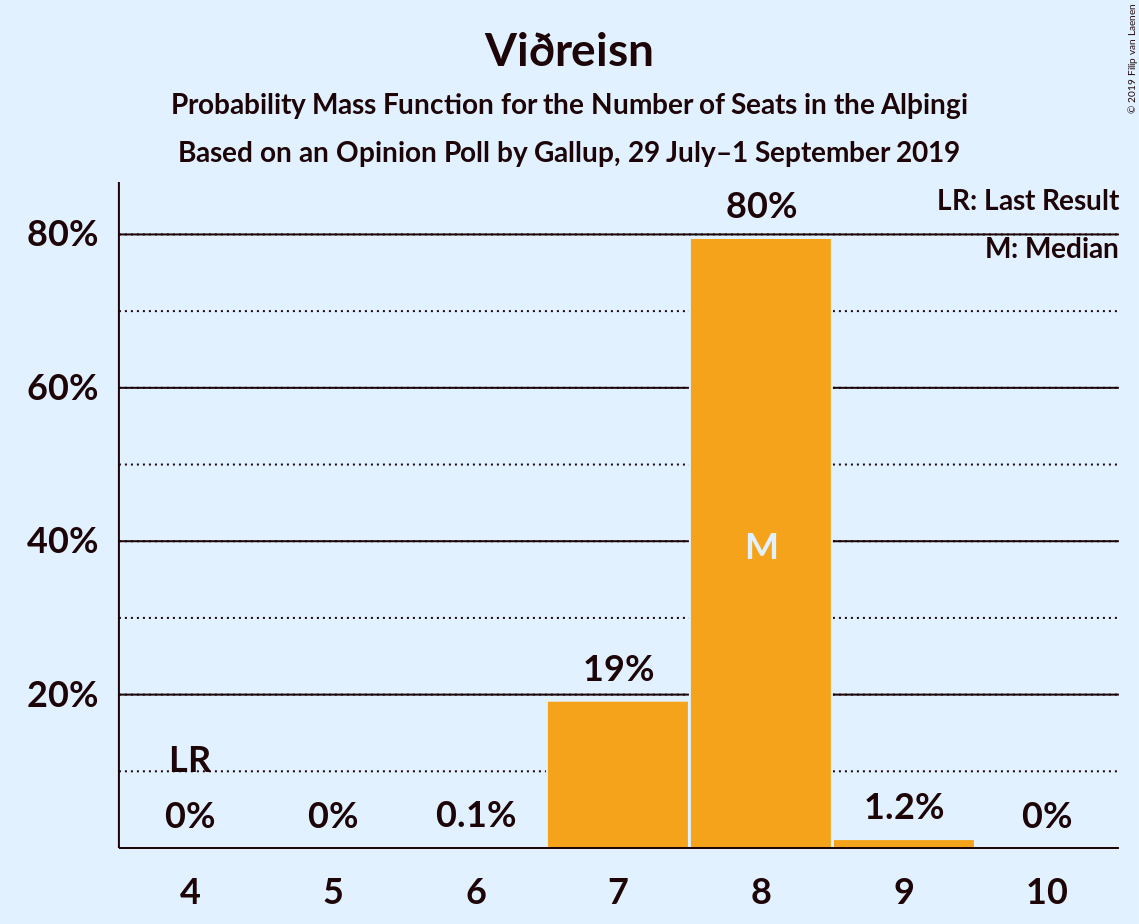 Viðreisn
Probability Mass Function for the Number of Seats in the Alþingi
Based on an Opinion Poll by Gallup, 29 July–1 September 2019
© 2019 Filip van Laenen
LR: Last Result
M: Median
80%
60%
40%
20%
LR
0%
0%
0.1%
19%
80%
M
1.2%
0%
4
5
6
7
8
9
10